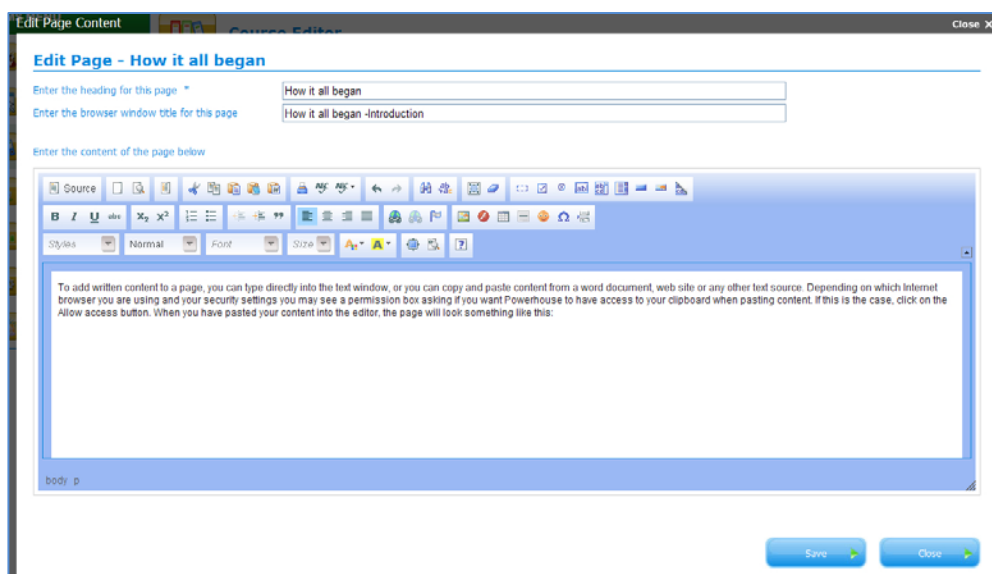 Edit Page Content
Course Editor
Close X
Edit Page - How it all began
Enter the heading for this page *
How it all began
Enter the browser window title for this page
How it all began -Introduction
Enter the content of the page below
Source
B I U abc X₂ X²
Styles Normal Font Size
To add written content to a page, you can type directly into the text window, or you can copy and paste content from a word document, web site or any other text source. Depending on which Internet
browser you are using and your security settings you may see a permission box asking if you want Powerhouse to have access to your clipboard when pasting content. If this is the case, click on the
Allow access button. When you have pasted your content into the editor, the page will look something like this:
body p
Save
Close